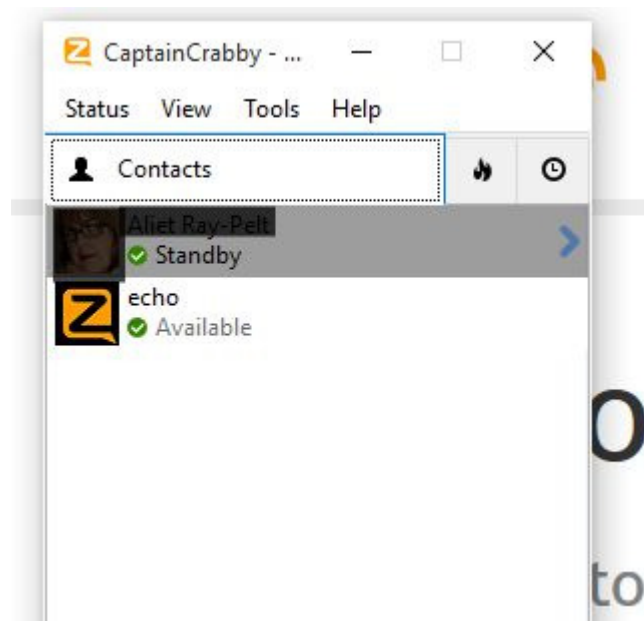 CaptainCrabby - ...
Status View Tools Help
Contacts
Aliet Ray-Pelt
Standby
echo
Available
to